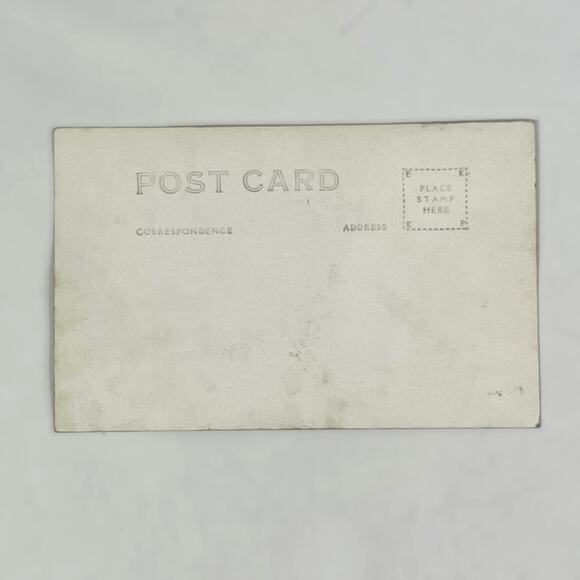 POST CARD
CORRESPONDENCE ADDRESS
E K
PLACE
STAMP
HERE
K P